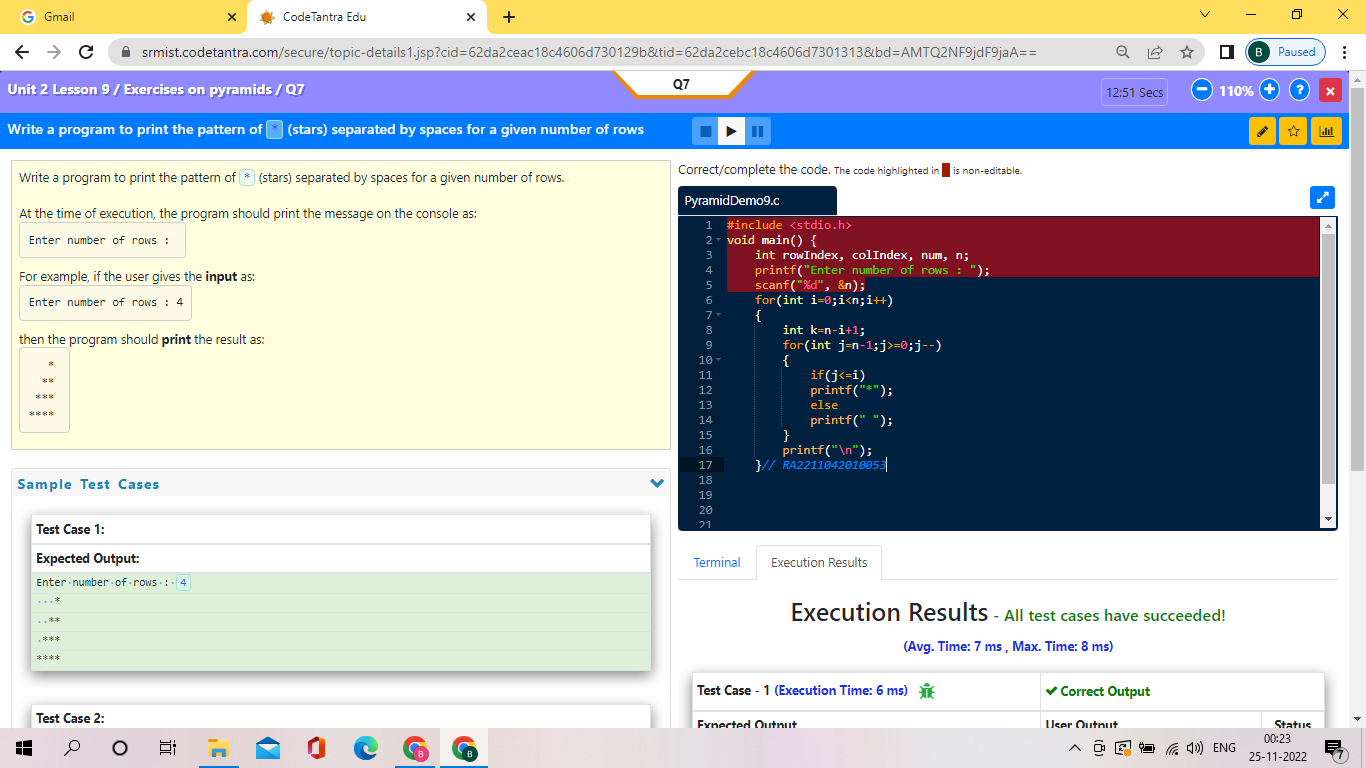 Gmail
CodeTantra Edu
srmist.codetantra.com/secure/topic-details1.jsp?cid=62da2ceac18c4606d730129b&tid=62da2cebc18c4606d7301313&bd=AMTQ2NF9jdF9jaA==
B Paused
Unit 2 Lesson 9 / Exercises on pyramids / Q7
Q7
12:51 Secs
110%
?
x
Write a program to print the pattern of * (stars) separated by spaces for a given number of rows
Write a program to print the pattern of * (stars) separated by spaces for a given number of rows.
At the time of execution, the program should print the message on the console as:
Enter number of rows :
For example, if the user gives the input as:
Enter number of rows : 4
then the program should print the result as:
   *
  **
 ***
****
Sample Test Cases
Test Case 1:
Expected Output:
Enter·number·of·rows·:·4
···*
··**
·***
****
Test Case 2:
Correct/complete the code. The code highlighted in is non-editable.
PyramidDemo9.c
1 #include <stdio.h>
2 void main() {
3     int rowIndex, colIndex, num, n;
4     printf("Enter number of rows : ");
5     scanf("%d", &n);
6     for(int i=0;i<n;i++)
7     {
8         int k=n-i+1;
9         for(int j=n-1;j>=0;j--)
10         {
11             if(j<=i)
12             printf("*");
13             else
14             printf(" ");
15         }
16         printf("\n");
17     }// RA2211042010053
18
19
20
21
Terminal
Execution Results
Execution Results - All test cases have succeeded!
(Avg. Time: 7 ms , Max. Time: 8 ms)
Test Case - 1 (Execution Time: 6 ms)
Correct Output
Expected Output
User Output
Status
B
B
ENG
00:23
25-11-2022
7